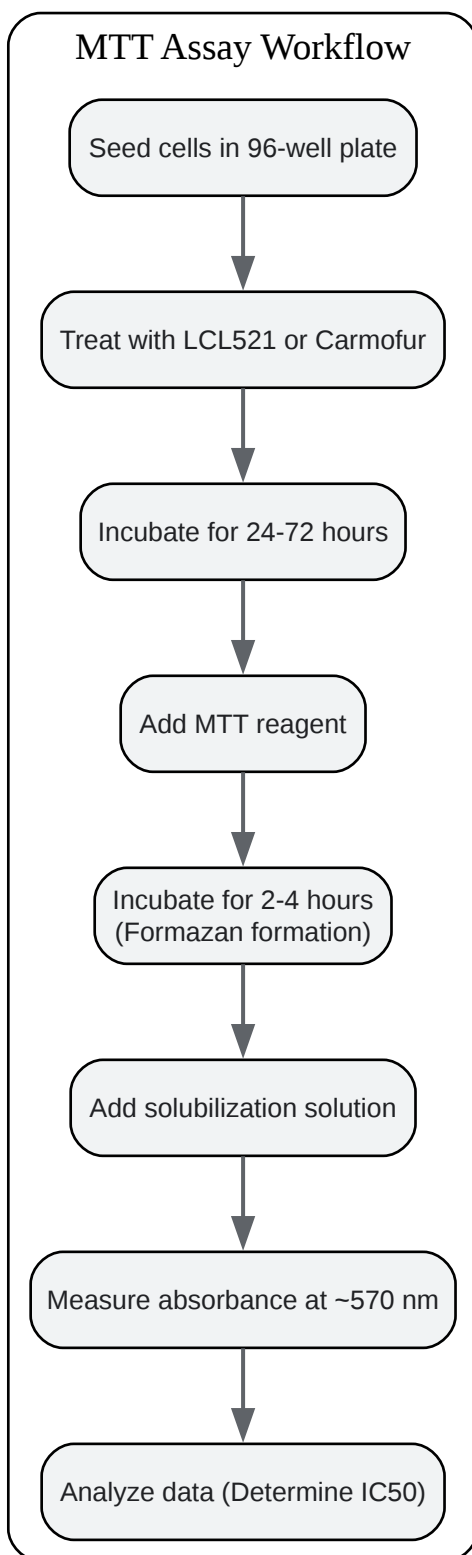 MTT Assay Workflow
Seed cells in 96-well plate
Treat with LCL521 or Carmofur
Incubate for 24-72 hours
Add MTT reagent
Incubate for 2-4 hours
(Formazan formation)
Add solubilization solution
Measure absorbance at ~570 nm
Analyze data (Determine IC50)